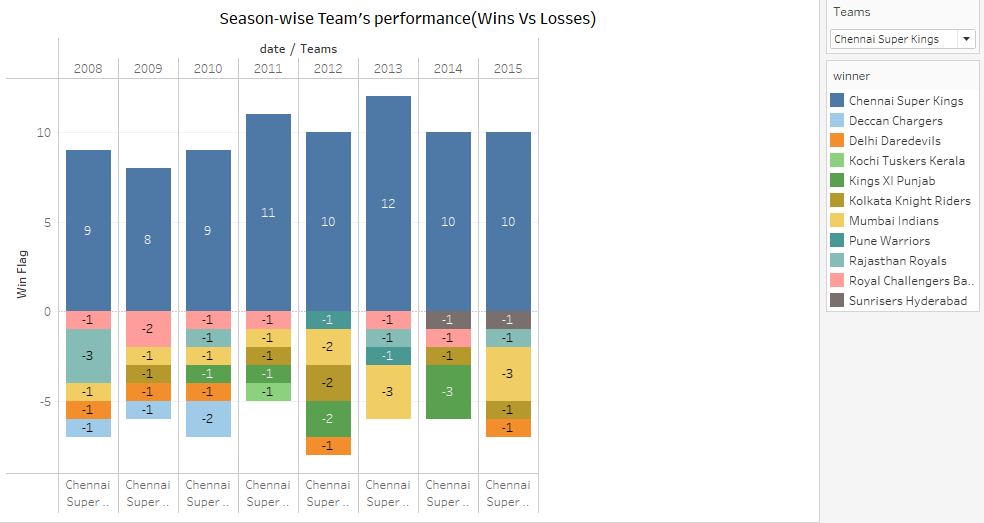 Season-wise Team's performance(Wins Vs Losses)
date / Teams
2008 2009 2010 2011 2012 2013 2014 2015
Win Flag
10
5
0
-5
9 8 9 11 10 12 10 10
-1 -3 -1 -1 -1
-2 -1 -1 -1 -1
-1 -1 -1 -1 -1 -2
-1 -1 -1 -1 -1
-1 -2 -2 -2 -1
-1 -1 -1 -3
-1 -1 -1 -3
-1 -1 -3 -1 -1
Chennai Chennai Chennai Chennai Chennai Chennai Chennai Chennai
Super .. Super .. Super .. Super .. Super .. Super .. Super .. Super ..
Teams
Chennai Super Kings
winner
Chennai Super Kings
Deccan Chargers
Delhi Daredevils
Kochi Tuskers Kerala
Kings XI Punjab
Kolkata Knight Riders
Mumbai Indians
Pune Warriors
Rajasthan Royals
Royal Challengers Ba..
Sunrisers Hyderabad